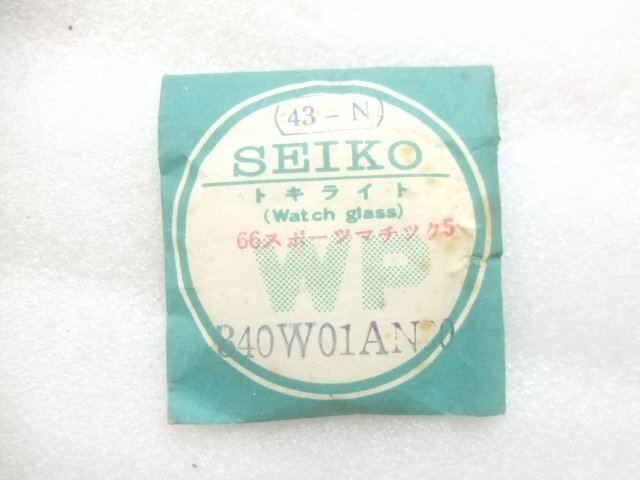 (43-N)
SEIKO
トキライト
(Watch glass)
66スポーツマチック5
WP
340W01AN 0